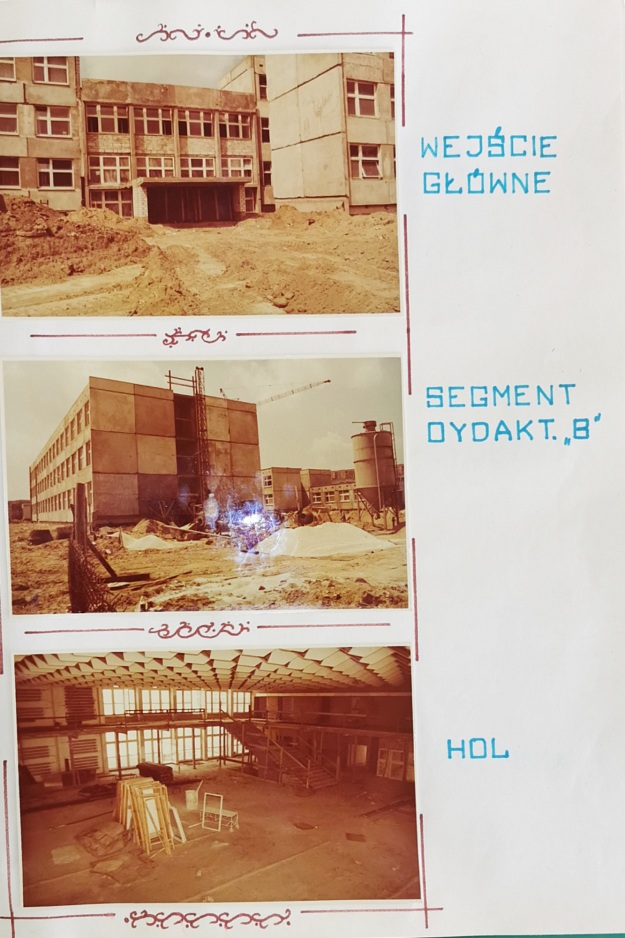 WEJŚCIE
GŁÓWNE
SEGMENT
DYDAKT. „B"
HOL